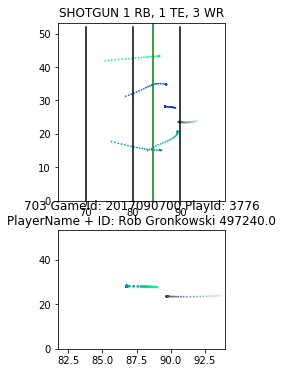 SHOTGUN 1 RB, 1 TE, 3 WR
50
40
30
20
10
0
70 80 90
703 GameId: 2017090700 PlayId: 3776
PlayerName + ID: Rob Gronkowski 497240.0
40
20
0
82.5 85.0 87.5 90.0 92.5